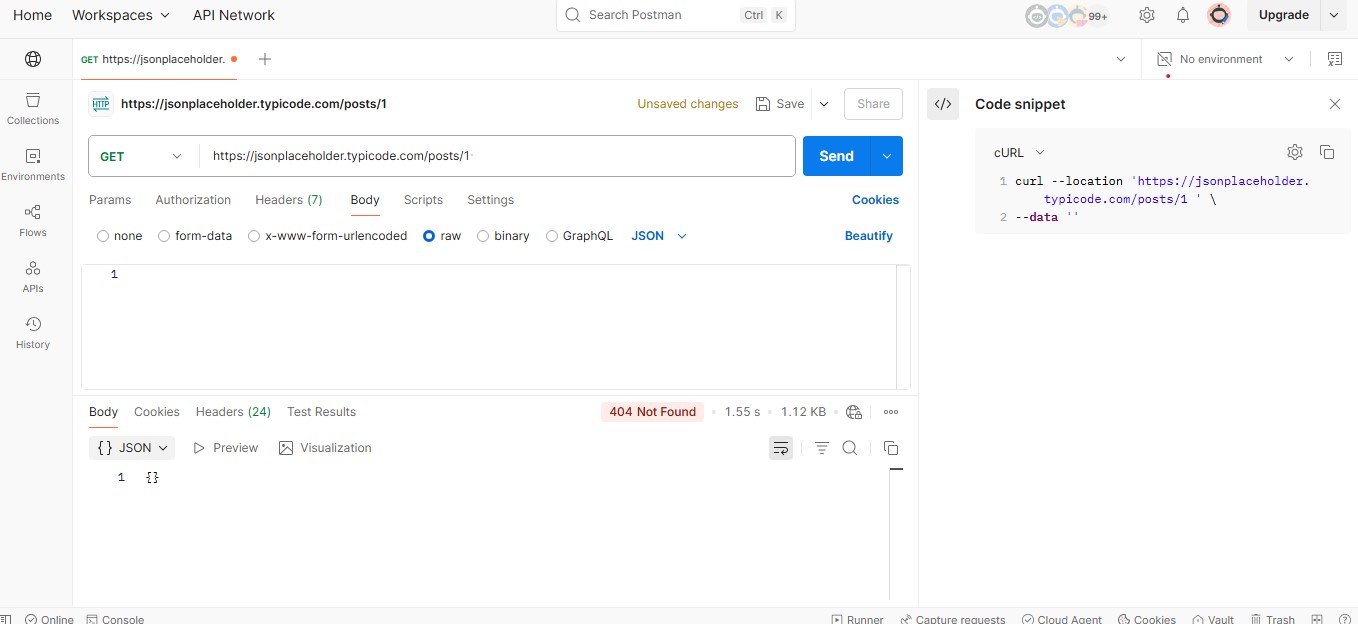 Home Workspaces API Network Search Postman Ctrl K 99+ Upgrade
GET https://jsonplaceholder. No environment
HTTP https://jsonplaceholder.typicode.com/posts/1 Unsaved changes Save Share </> Code snippet
Collections
GET https://jsonplaceholder.typicode.com/posts/1 Send
cURL
Environments
1 curl --location 'https://jsonplaceholder.
typicode.com/posts/1 ' \
2 --data ''
Params Authorization Headers (7) Body Scripts Settings Cookies
Flows
none form-data x-www-form-urlencoded raw binary GraphQL JSON Beautify
APIs
1
History
Body Cookies Headers (24) Test Results 404 Not Found 1.55 s 1.12 KB
{} JSON Preview Visualization
1 {}
Online Console Runner Capture requests Cloud Agent Cookies Vault Trash